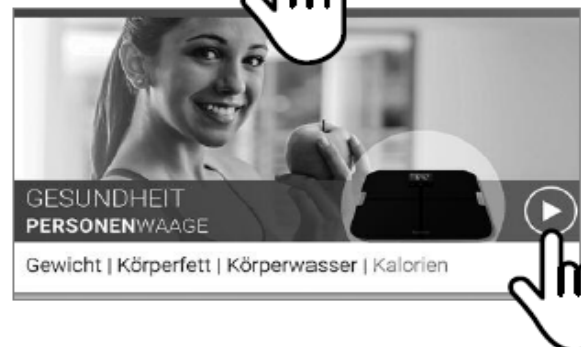 GESUNDHEIT
PERSONENWAAGE
Gewicht | Körperfett | Körperwasser | Kalorien